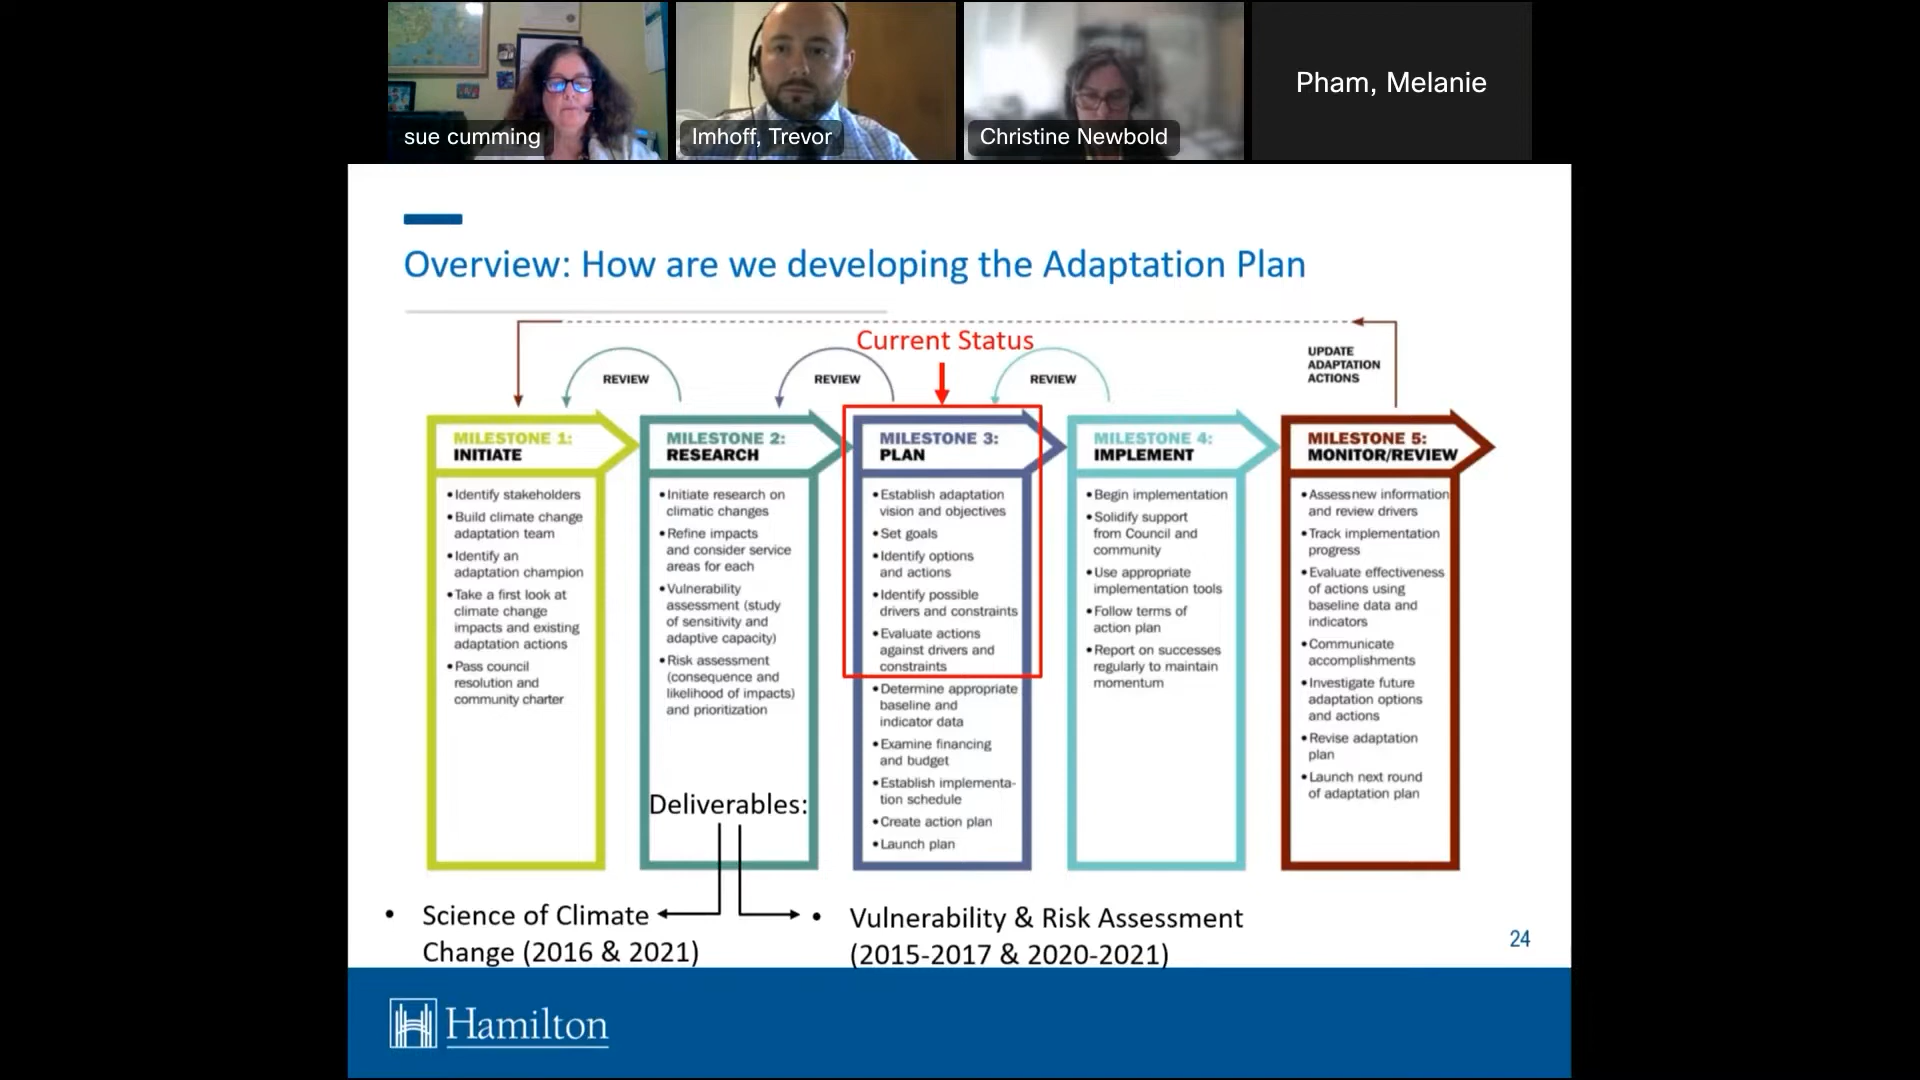 sue cumming
Imhoff, Trevor
Christine Newbold
Pham, Melanie
Overview: How are we developing the Adaptation Plan
Current Status
REVIEW
REVIEW
REVIEW
UPDATE
ADAPTATION
ACTIONS
MILESTONE 1:
INITIATE
•Identify stakeholders
•Build climate change
adaptation team
•Identify an
adaptation champion
•Take a first look at
climate change
impacts and existing
adaptation actions
•Pass council
resolution and
community charter
MILESTONE 2:
RESEARCH
•Initiate research on
climatic changes
•Refine impacts
and consider service
areas for each
•Vulnerability
assessment (study
of sensitivity and
adaptive capacity)
•Risk assessment
(consequence and
likelihood of impacts)
and prioritization
MILESTONE 3:
PLAN
•Establish adaptation
vision and objectives
•Set goals
•Identify options
and actions
•Identify possible
drivers and constraints
•Evaluate actions
against drivers and
constraints
•Determine appropriate
baseline and
indicator data
•Examine financing
and budget
•Establish implementa-
tion schedule
•Create action plan
•Launch plan
MILESTONE 4:
IMPLEMENT
•Begin implementation
•Solidify support
from Council and
community
•Use appropriate
implementation tools
•Follow terms of
action plan
•Report on successes
regularly to maintain
momentum
MILESTONE 5:
MONITOR/REVIEW
•Assess new information
and review drivers
•Track implementation
progress
•Evaluate effectiveness
of actions using
baseline data and
indicators
•Communicate
accomplishments
•Investigate future
adaptation options
and actions
•Revise adaptation
plan
•Launch next round
of adaptation plan
Deliverables:
• Science of Climate
Change (2016 & 2021)
• Vulnerability & Risk Assessment
(2015-2017 & 2020-2021)
24
Hamilton